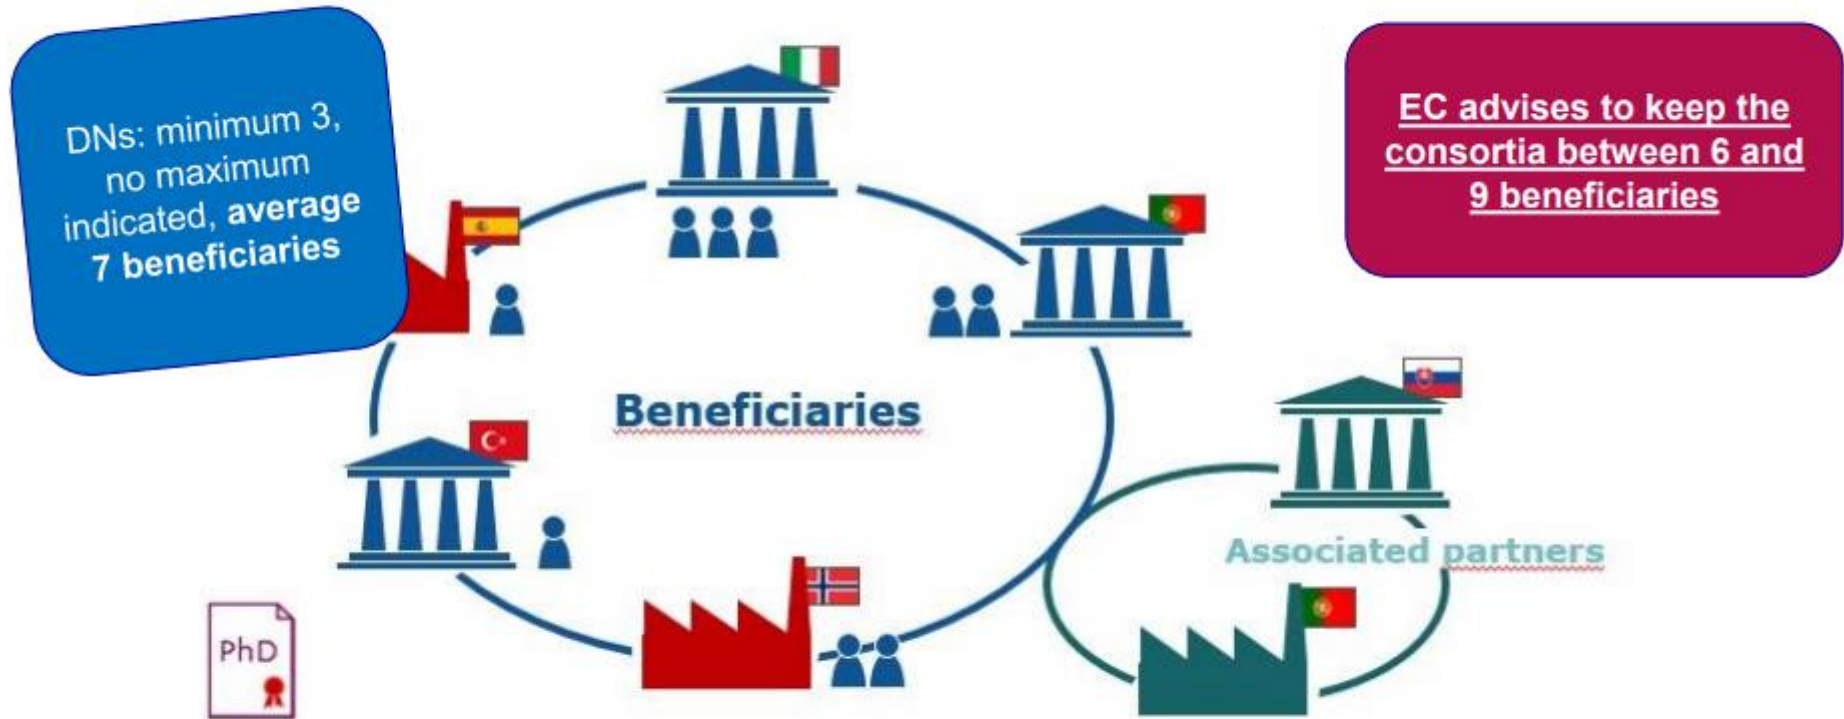 DNs: minimum 3,
no maximum
indicated, average
7 beneficiaries
EC advises to keep the
consortia between 6 and
9 beneficiaries
Beneficiaries
Associated partners
PhD